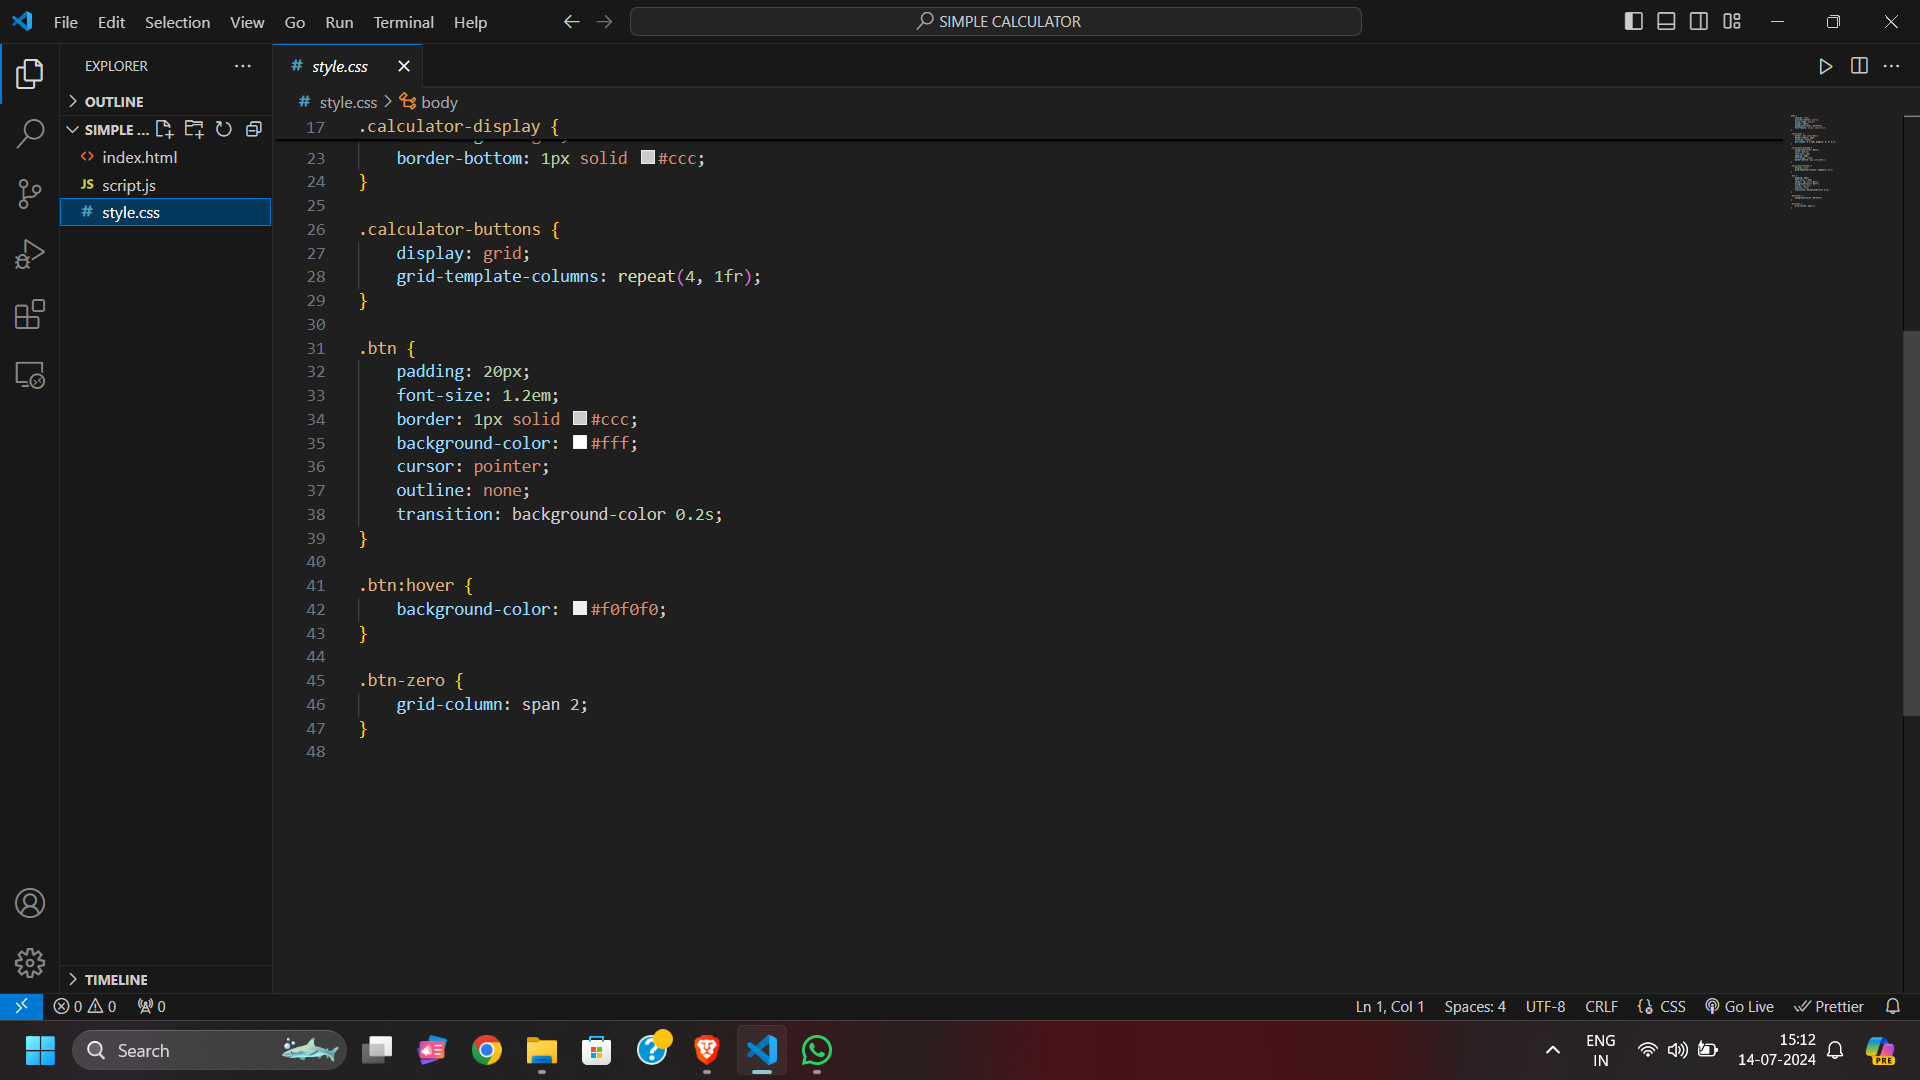 File Edit Selection View Go Run Terminal Help
SIMPLE CALCULATOR
EXPLORER
OUTLINE
SIMPLE ...
index.html
JS script.js
# style.css
TIMELINE
# style.css
# style.css > body
17 .calculator-display {
23 border-bottom: 1px solid #ccc;
24 }
25
26 .calculator-buttons {
27 display: grid;
28 grid-template-columns: repeat(4, 1fr);
29 }
30
31 .btn {
32 padding: 20px;
33 font-size: 1.2em;
34 border: 1px solid #ccc;
35 background-color: #fff;
36 cursor: pointer;
37 outline: none;
38 transition: background-color 0.2s;
39 }
40
41 .btn:hover {
42 background-color: #f0f0f0;
43 }
44
45 .btn-zero {
46 grid-column: span 2;
47 }
48
0 0 0
Ln 1, Col 1 Spaces: 4 UTF-8 CRLF {} CSS Go Live Prettier
Search
ENG
IN
15:12
14-07-2024
PRE